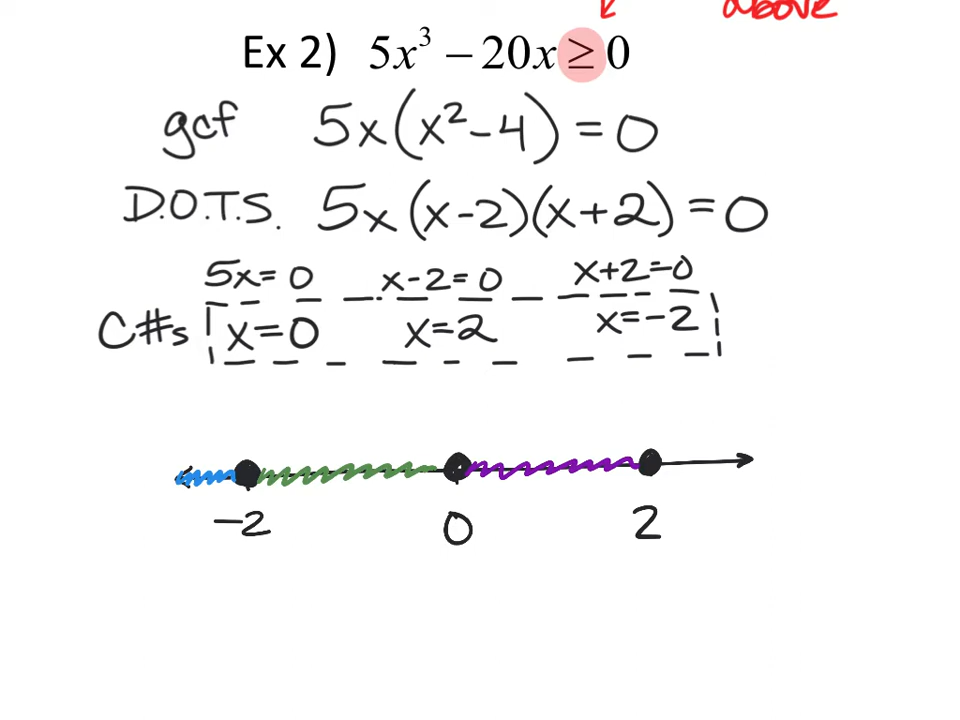 above
Ex 2) 5x³ − 20x ≥ 0
gcf 5x(x²-4) = 0
D.O.T.S. 5x(x-2)(x+2) = 0
5x=0 x-2=0 x+2=0
C#s x=0 x=2 x=-2
-2 0 2